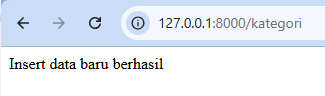 127.0.0.1:8000/kategori
Insert data baru berhasil